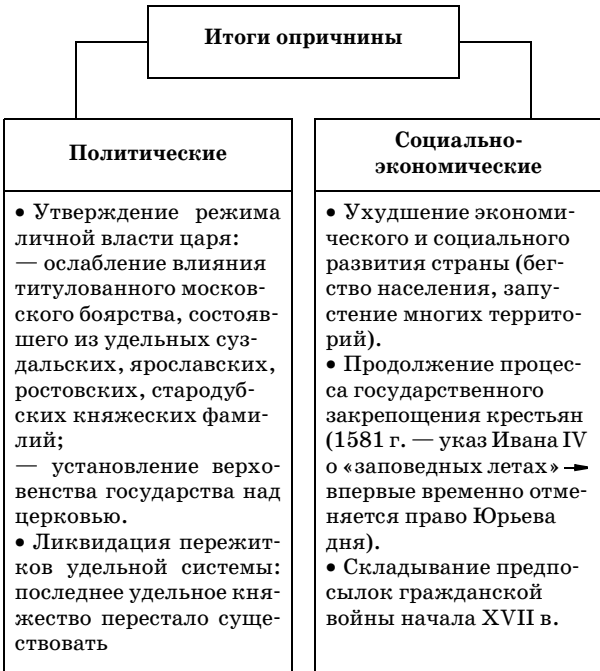 Итоги опричнины
Политические
• Утверждение режима
личной власти царя:
— ослабление влияния
титулованного москов-
ского боярства, состояв-
шего из удельных суз-
дальских, ярославских,
ростовских, стародуб-
ских княжеских фами-
лий;
— установление верхо-
венства государства над
церковью.
• Ликвидация пережит-
ков удельной системы:
последнее удельное кня-
жество перестало суще-
ствовать
Социально-
экономические
• Ухудшение экономи-
ческого и социального
развития страны (бег-
ство населения, запу-
стение многих террито-
рий).
• Продолжение процес-
са государственного
закрепощения крестьян
(1581 г. — указ Ивана IV
о «заповедных летах» →
впервые временно отме-
няется право Юрьева
дня).
• Складывание предпо-
сылок гражданской
войны начала XVII в.